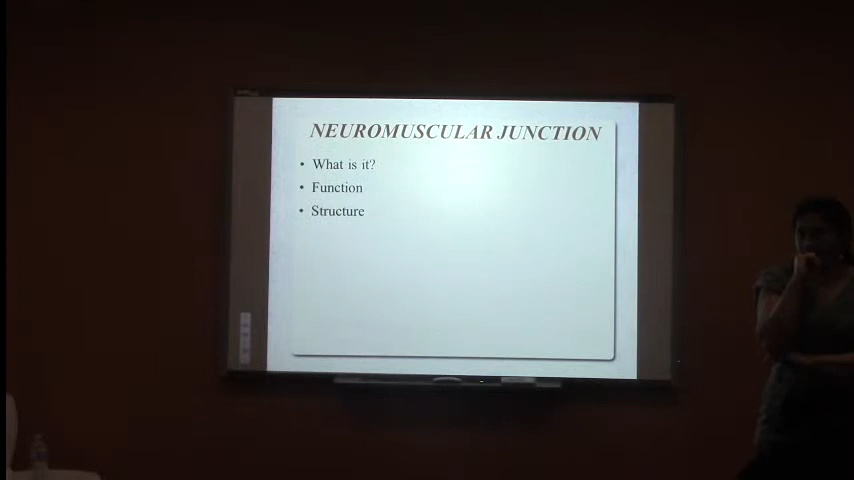 NEUROMUSCULAR JUNCTION
• What is it?
• Function
• Structure